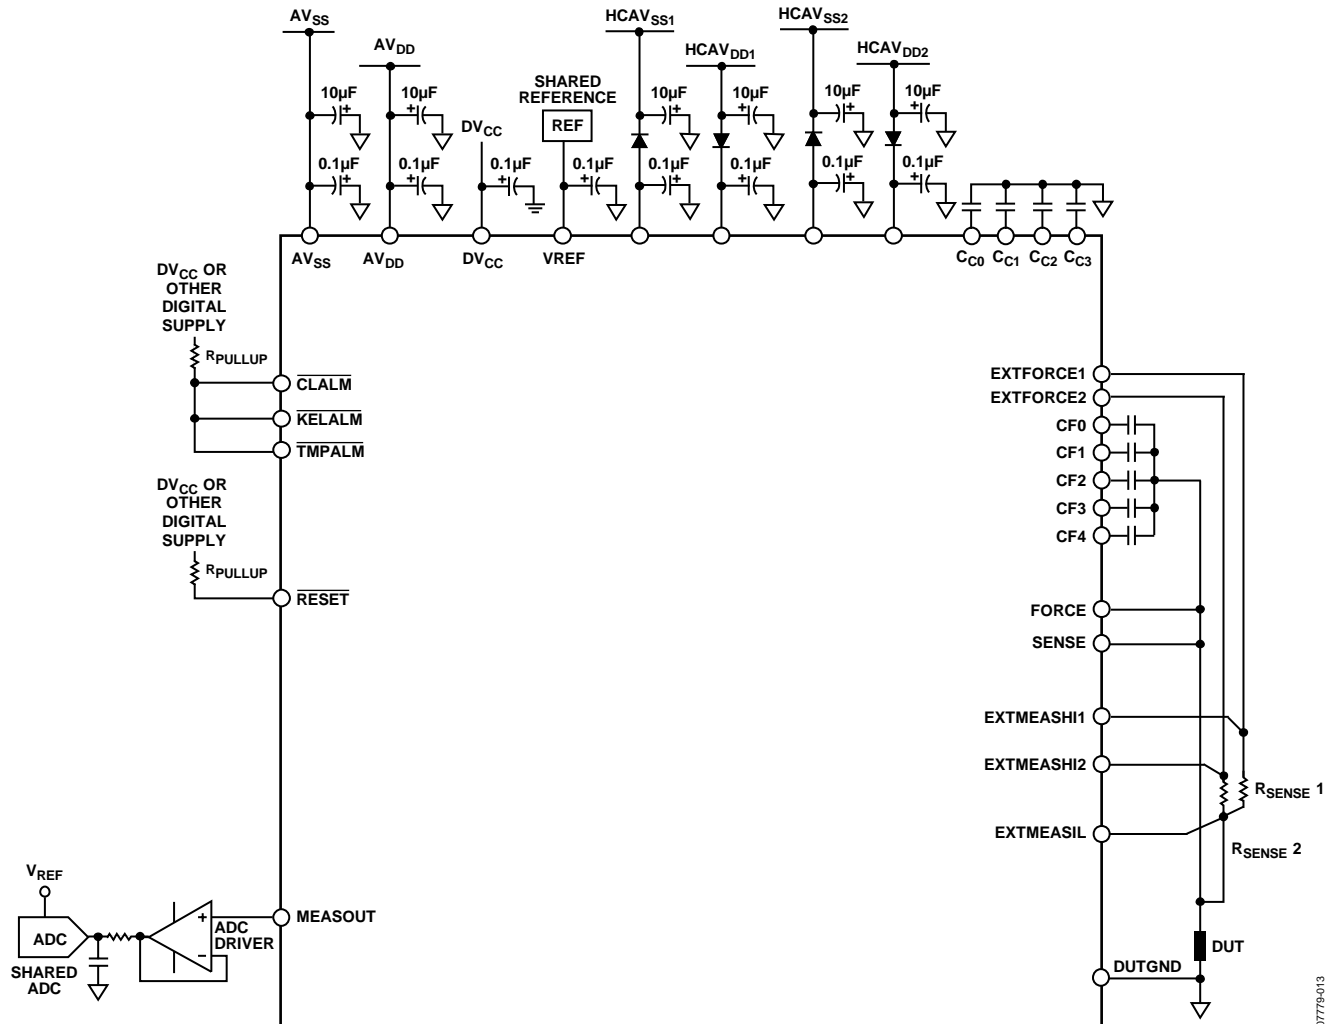 AVSS
HCAVSS1
HCAVSS2
AVDD
HCAVDD1
HCAVDD2
10µF
10µF
SHARED
REFERENCE
10µF
10µF
10µF
10µF
REF
DVCC
0.1µF
0.1µF
0.1µF
0.1µF
0.1µF
0.1µF
0.1µF
0.1µF
AVSS
AVDD
DVCC
VREF
CC0
CC1
CC2
CC3
DVCC OR
OTHER
DIGITAL
SUPPLY
RPULLUP
CLALM
KELALM
TMPALM
DVCC OR
OTHER
DIGITAL
SUPPLY
RPULLUP
RESET
EXTFORCE1
EXTFORCE2
CF0
CF1
CF2
CF3
CF4
FORCE
SENSE
EXTMEASHI1
EXTMEASHI2
RSENSE 1
EXTMEASIL
RSENSE 2
VREF
MEASOUT
ADC
ADC
DRIVER
SHARED
ADC
DUT
DUTGND
07779-013